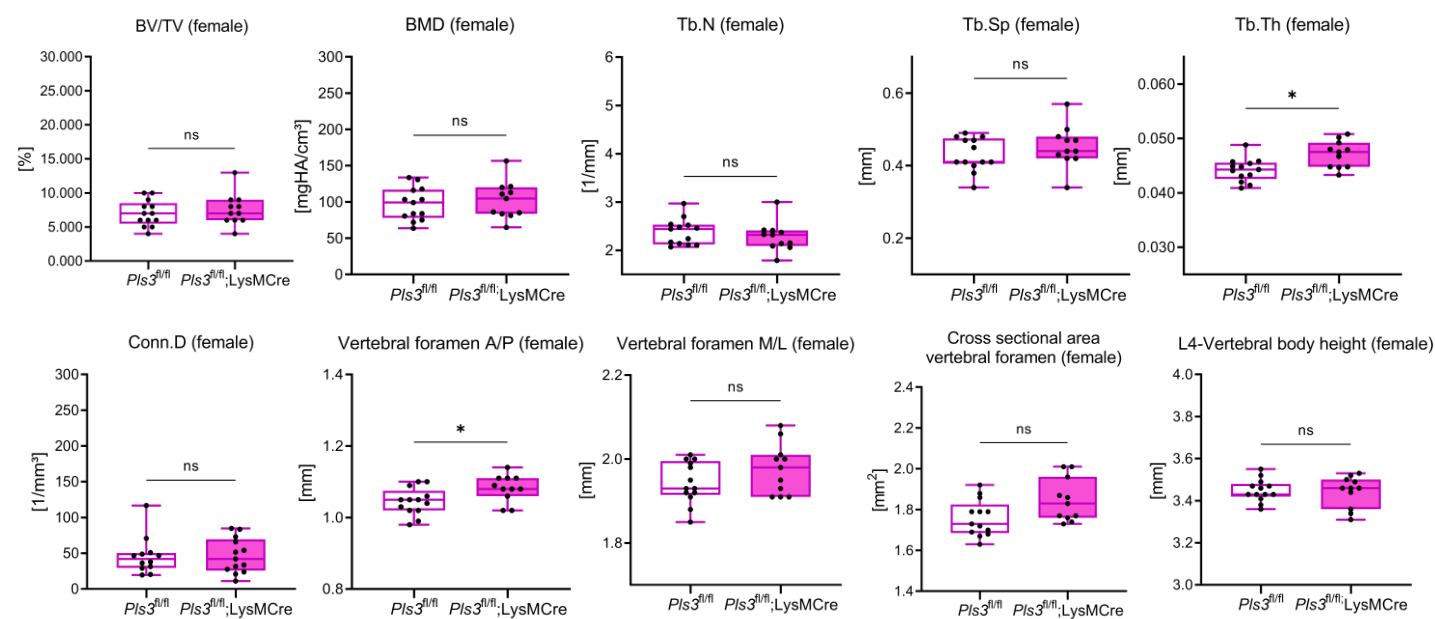 BV/TV (female)
30.000
25.000
20.000
15.000
10.000
5.000
0.000
[%]
ns
Pls3fl/fl Pls3fl/fl;LysMCre
BMD (female)
300
250
200
150
100
50
0
[mgHA/cm³]
ns
Pls3fl/fl Pls3fl/fl;LysMCre
Tb.N (female)
6
5
4
3
2
[1/mm]
ns
Pls3fl/fl Pls3fl/fl;LysMCre
Tb.Sp (female)
0.6
0.4
0.2
[mm]
ns
Pls3fl/fl Pls3fl/fl;LysMCre
Tb.Th (female)
0.060
0.050
0.040
0.030
[mm]
*
Pls3fl/fl Pls3fl/fl;LysMCre
Conn.D (female)
300
250
200
150
100
50
0
[1/mm³]
ns
Pls3fl/fl Pls3fl/fl;LysMCre
Vertebral foramen A/P (female)
1.4
1.2
1.0
0.8
[mm]
*
Pls3fl/fl Pls3fl/fl;LysMCre
Vertebral foramen M/L (female)
2.2
2.0
1.8
[mm]
ns
Pls3fl/fl Pls3fl/fl;LysMCre
Cross sectional area
vertebral foramen (female)
2.4
2.2
2.0
1.8
1.6
1.4
[mm²]
ns
Pls3fl/fl Pls3fl/fl;LysMCre
L4-Vertebral body height (female)
4.0
3.8
3.6
3.4
3.2
3.0
[mm]
ns
Pls3fl/fl Pls3fl/fl;LysMCre